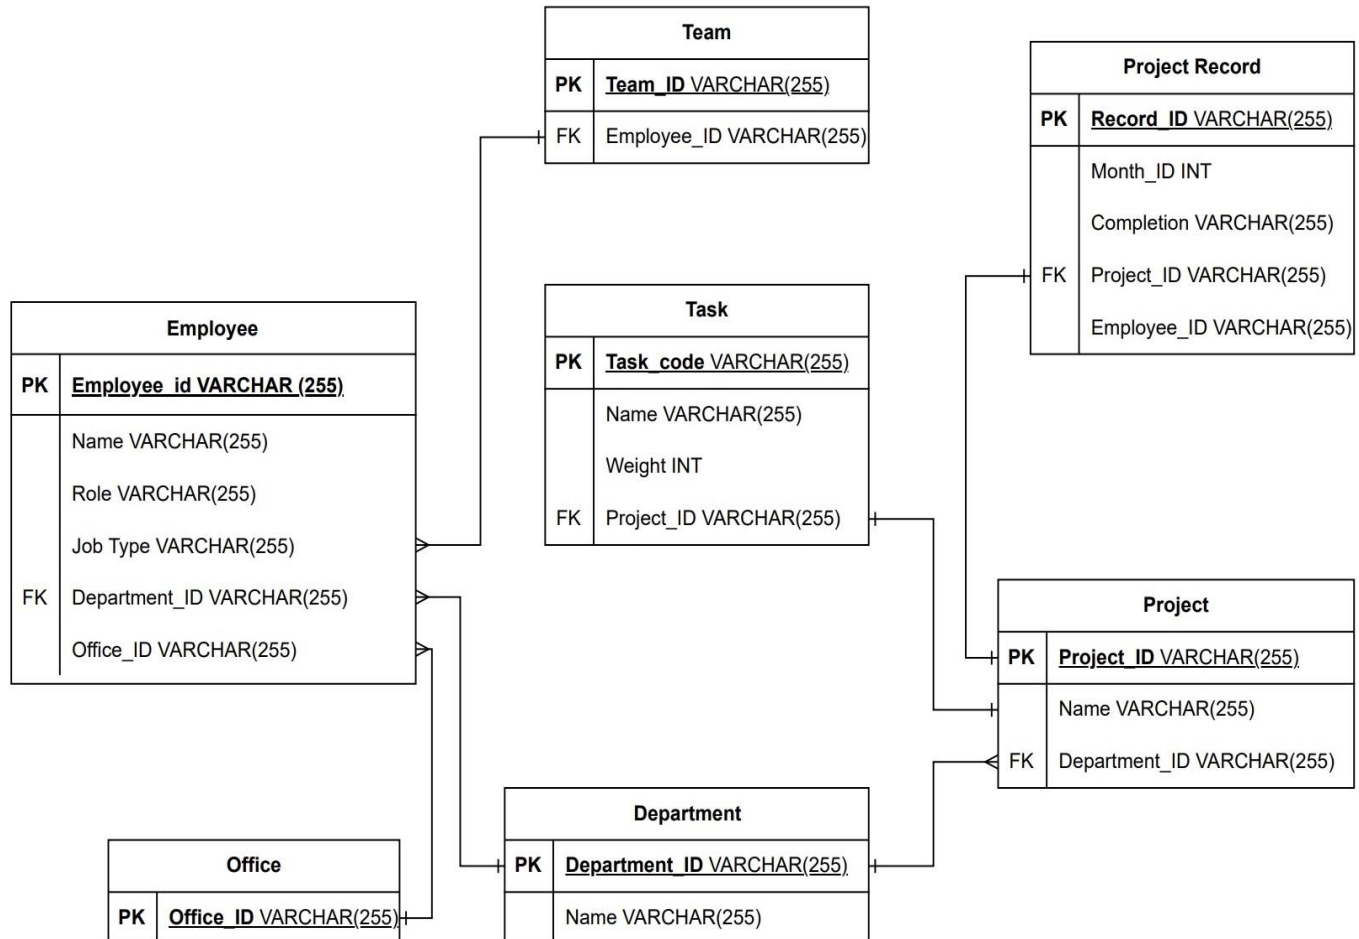 Team
PK Team_ID VARCHAR(255)
FK Employee_ID VARCHAR(255)
Project Record
PK Record_ID VARCHAR(255)
Month_ID INT
Completion VARCHAR(255)
FK Project_ID VARCHAR(255)
Employee_ID VARCHAR(255)
Employee
PK Employee_id VARCHAR (255)
Name VARCHAR(255)
Role VARCHAR(255)
Job Type VARCHAR(255)
FK Department_ID VARCHAR(255)
Office_ID VARCHAR(255)
Task
PK Task_code VARCHAR(255)
Name VARCHAR(255)
Weight INT
FK Project_ID VARCHAR(255)
Project
PK Project_ID VARCHAR(255)
Name VARCHAR(255)
FK Department_ID VARCHAR(255)
Office
PK Office_ID VARCHAR(255)
Department
PK Department_ID VARCHAR(255)
Name VARCHAR(255)